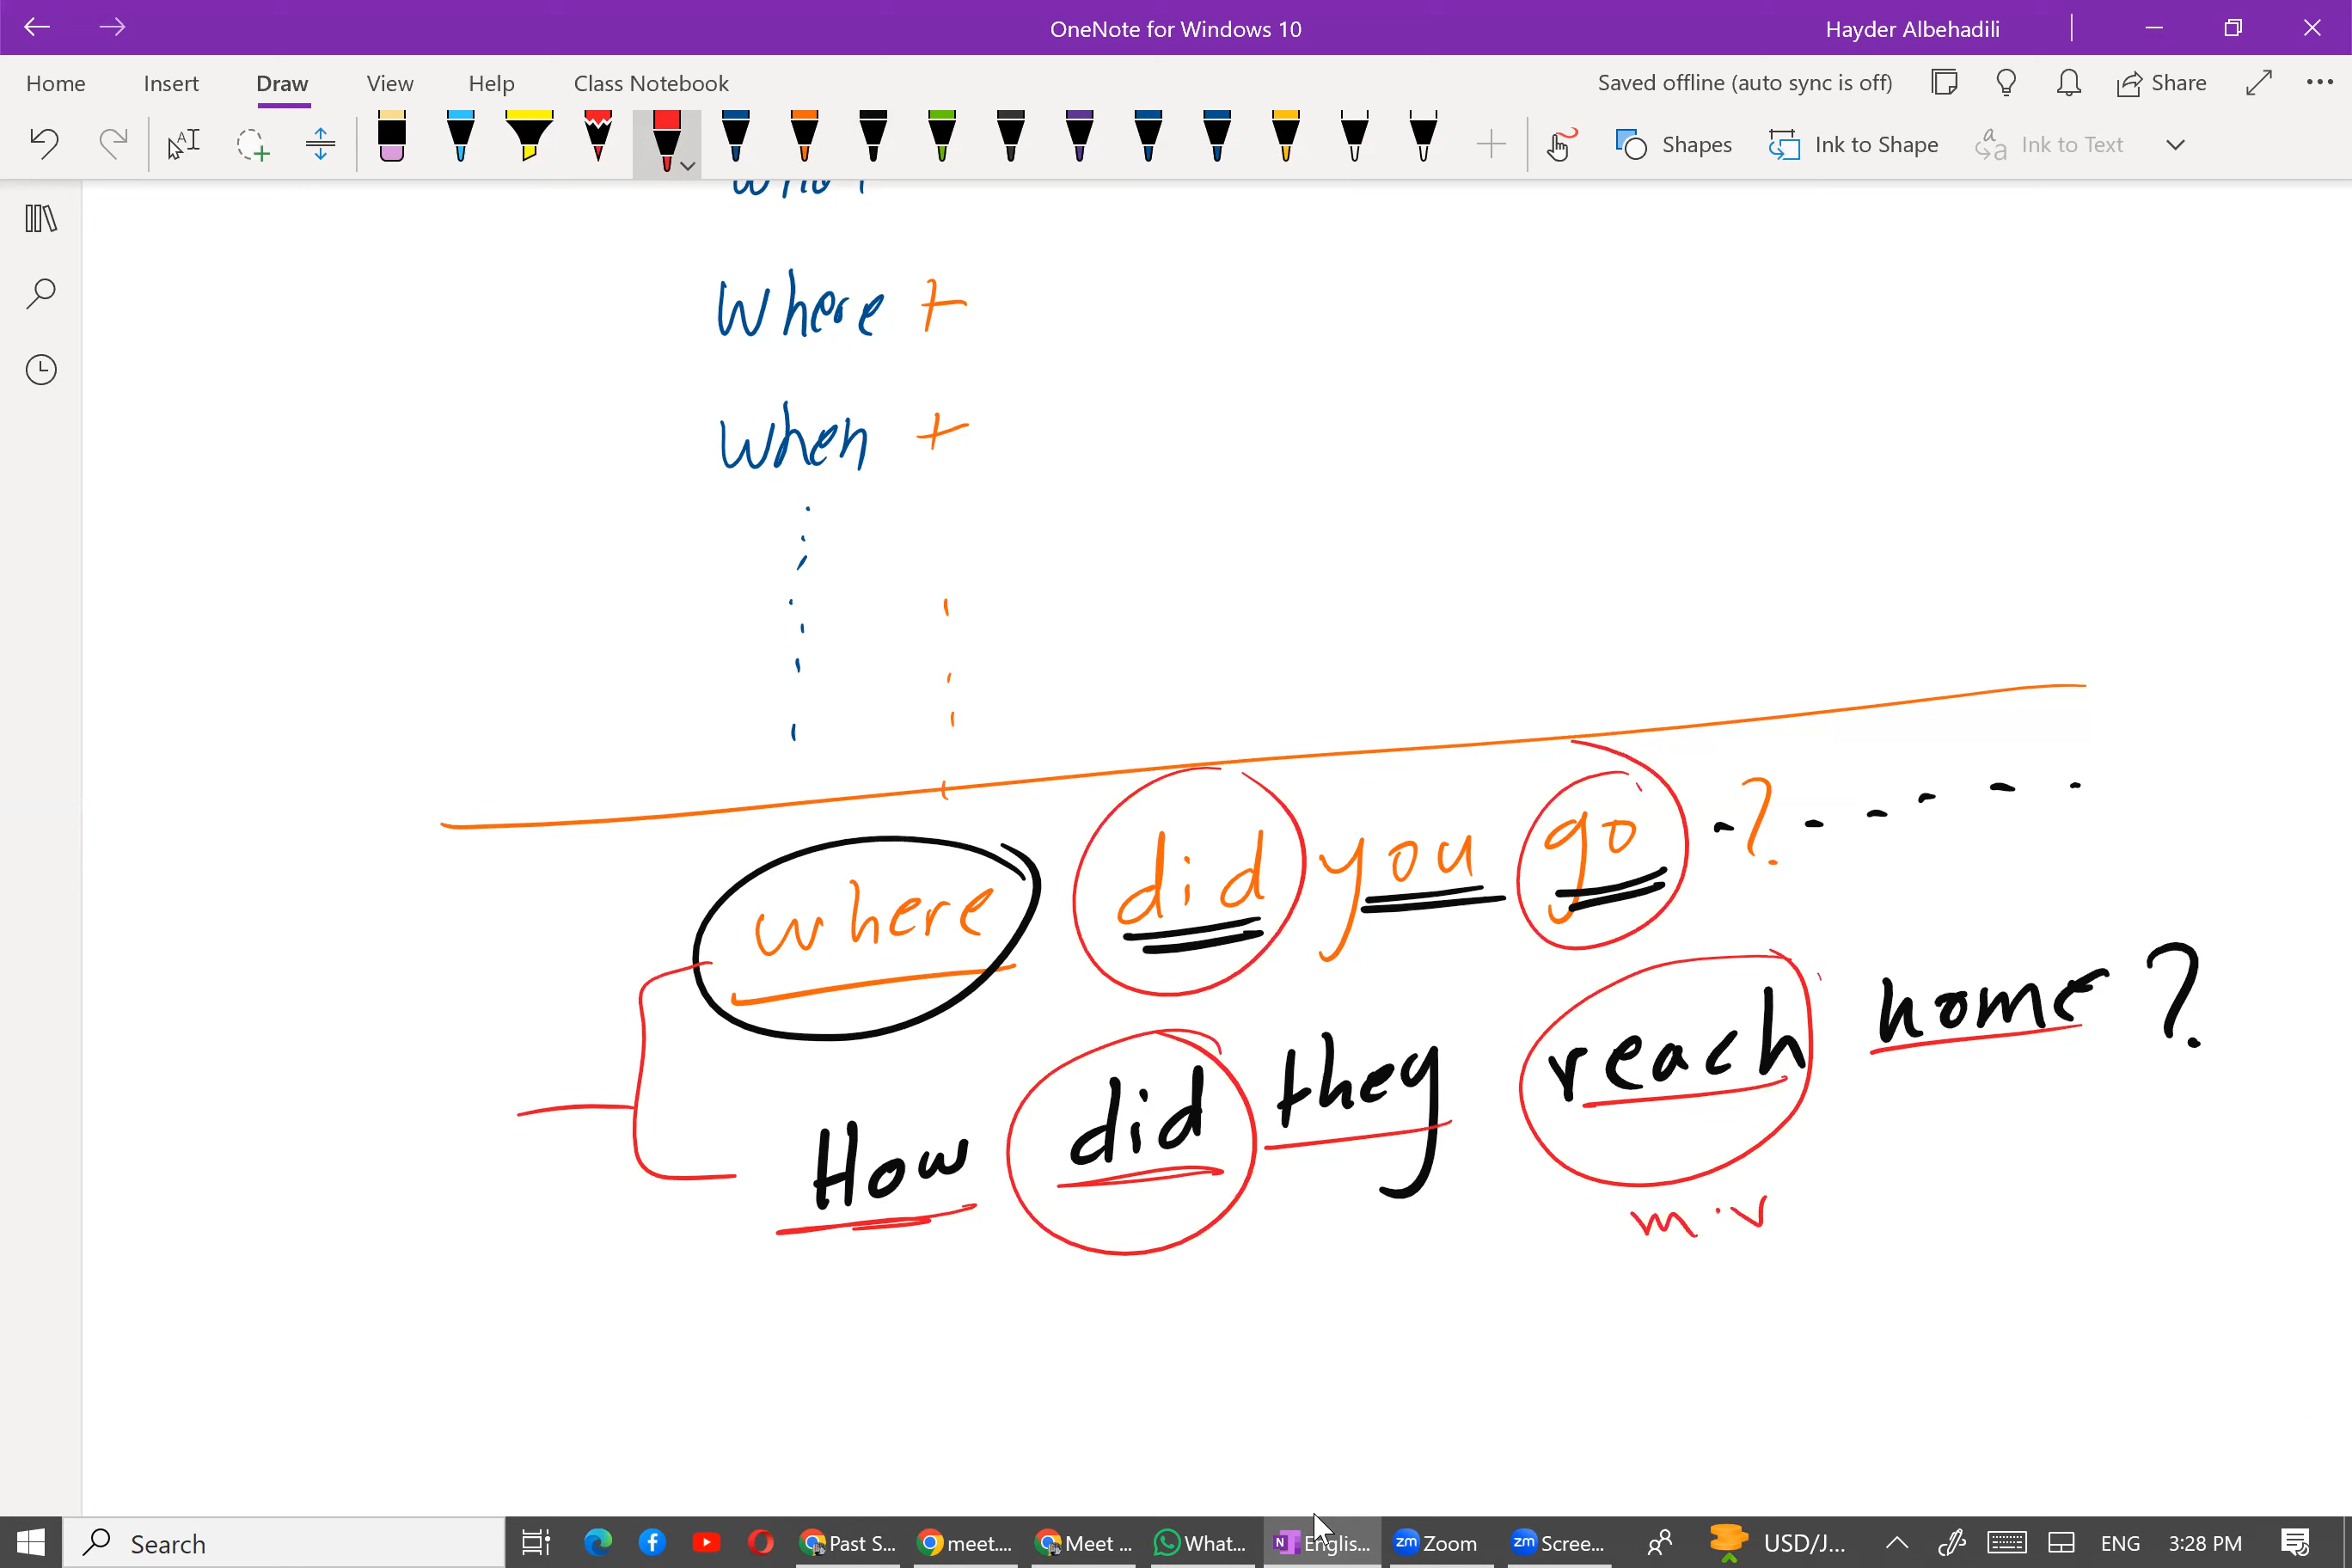 OneNote for Windows 10
Hayder Albehadili
Home Insert Draw View Help Class Notebook
Saved offline (auto sync is off) Share
Shapes Ink to Shape Ink to Text
where +
when +
where did you go ?
How did they reach home ?
m.v
Search
Past S... meet.... Meet ... What... Englis... Zoom Scree... USD/J... ENG 3:28 PM